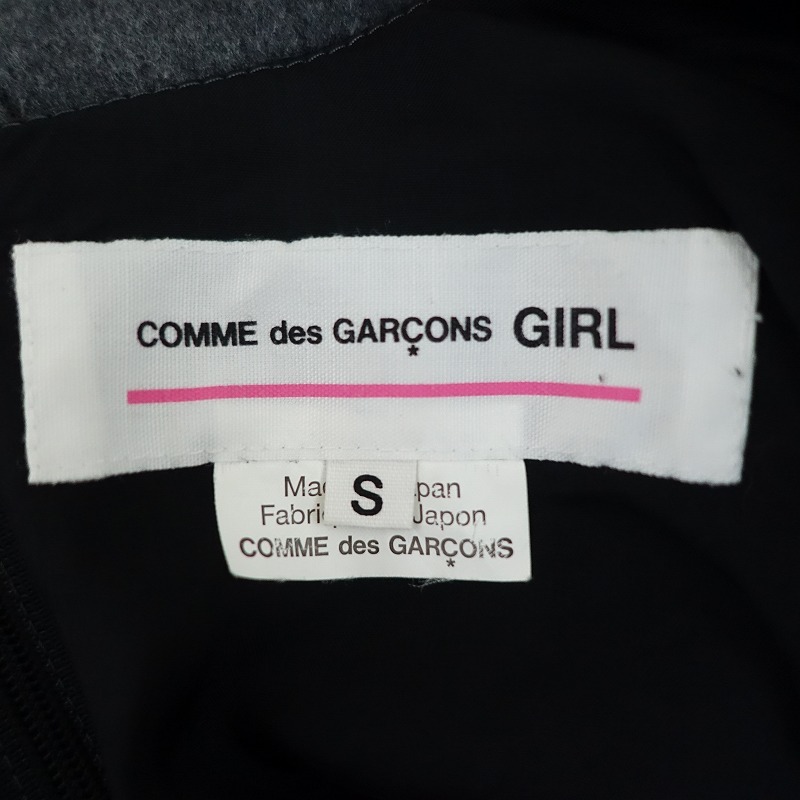 COMME des GARÇONS GIRL
S
Japon
COMME des GARÇONS